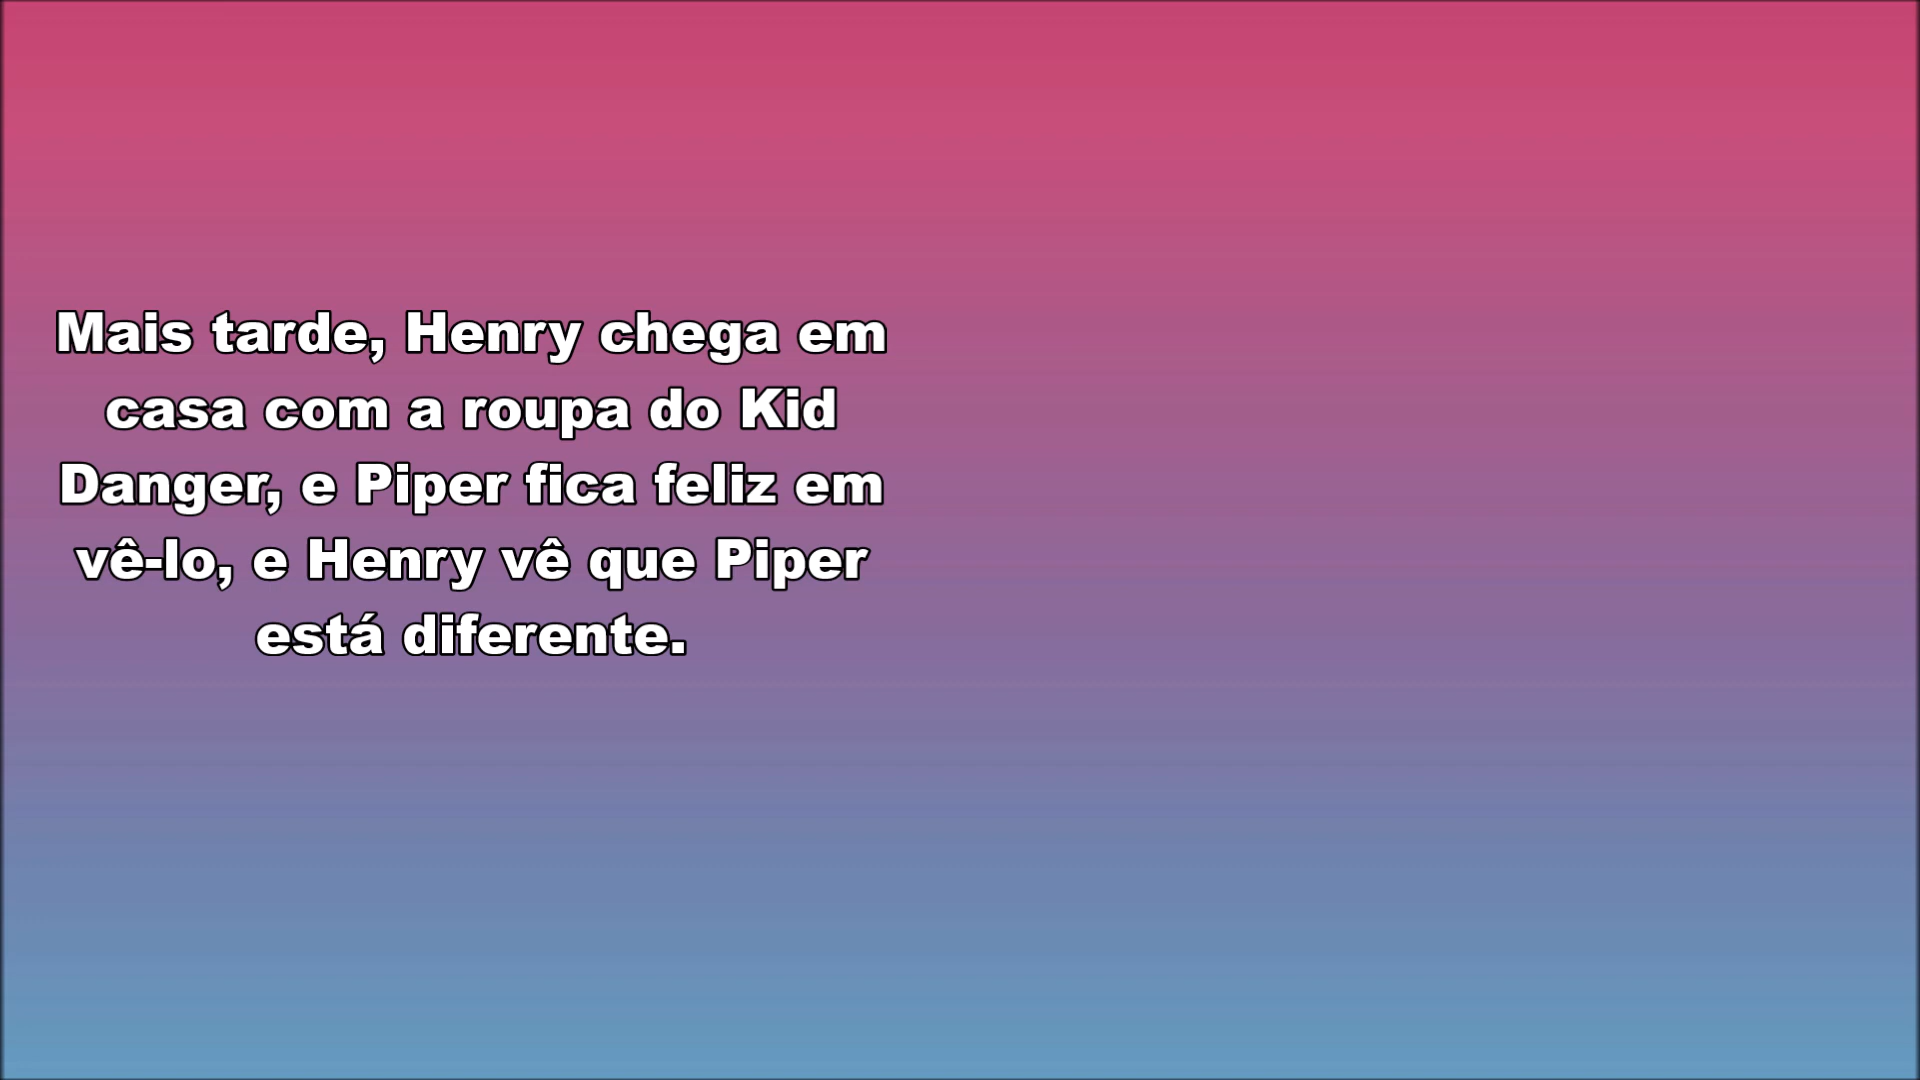 Mais tarde, Henry chega em
casa com a roupa do Kid
Danger, e Piper fica feliz em
vê-lo, e Henry vê que Piper
está diferente.